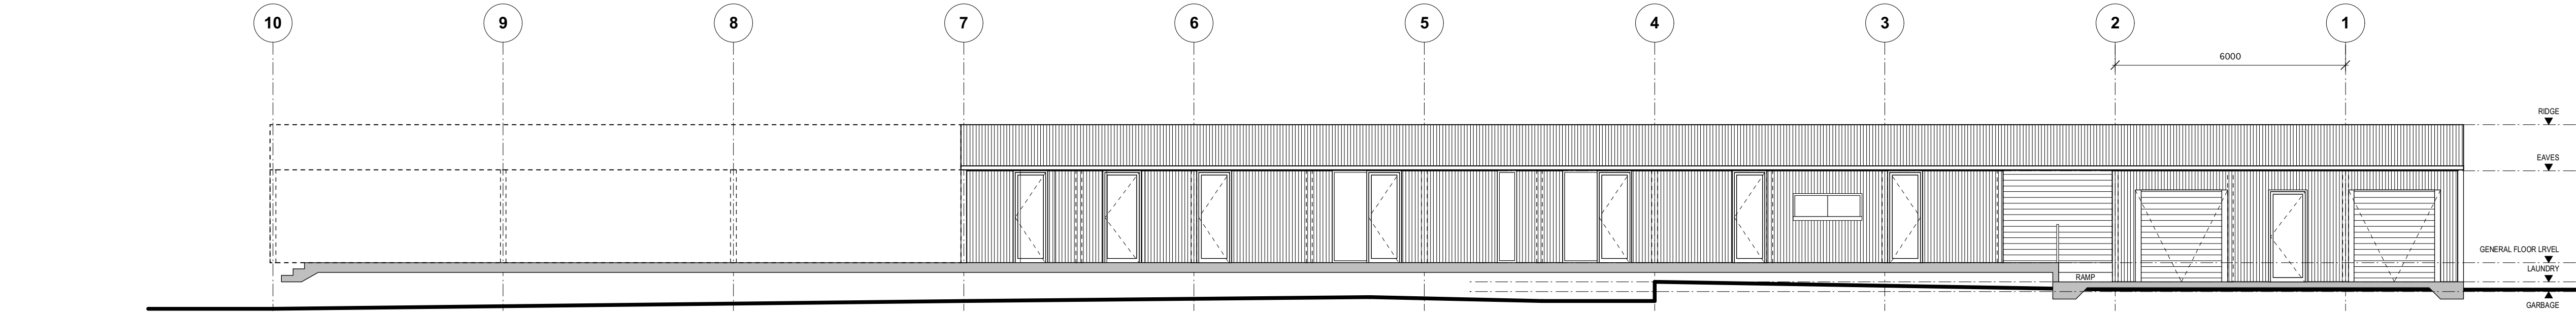 10 9 8 7 6 5 4 3 2 1
6000
RIDGE
EAVES
GENERAL FLOOR LRVEL
LAUNDRY
RAMP
GARBAGE